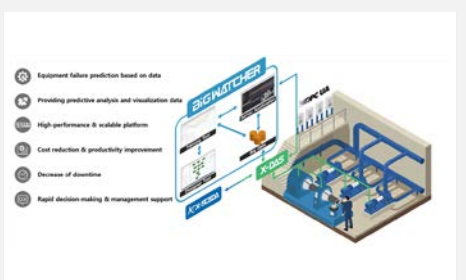 Equipment failure prediction based on data
Providing predictive analysis and visualization data
High-performance & scalable platform
Cost reduction & productivity improvement
Decrease of downtime
Rapid decision-making & management support
BIG WATCHER
OPC UA
X-DAS
X-SCADA